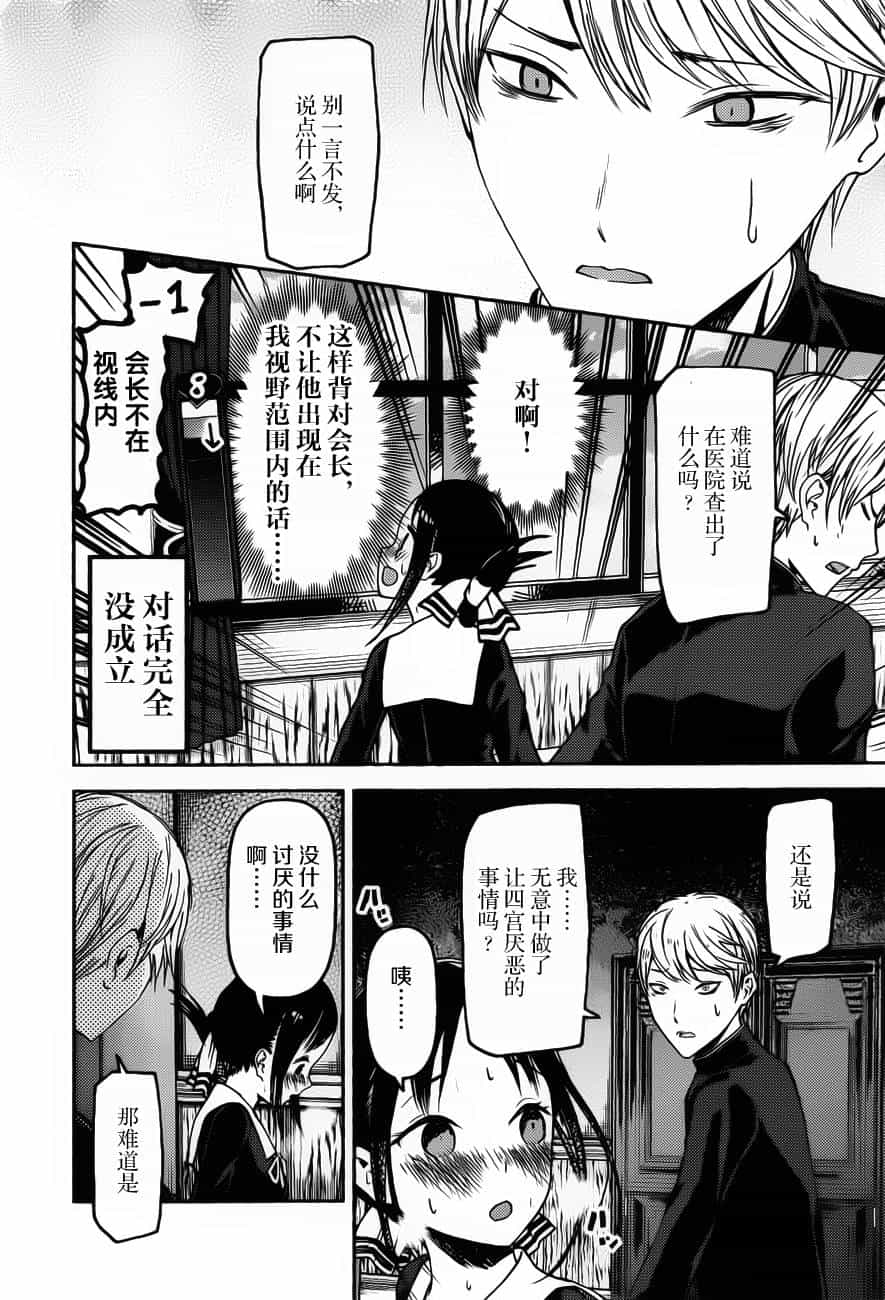 别一言不发，
说点什么啊
难道说
在医院查出了
什么吗？
对啊！
这样背对会长，
不让他出现在
我视野范围内的话……
8
-1
会长不在
视线内
对话完全
没成立
还是说
我……
无意中做了
让四宫厌恶的
事情吗？
咦
……
没什么
讨厌的事情
啊……
那难道是